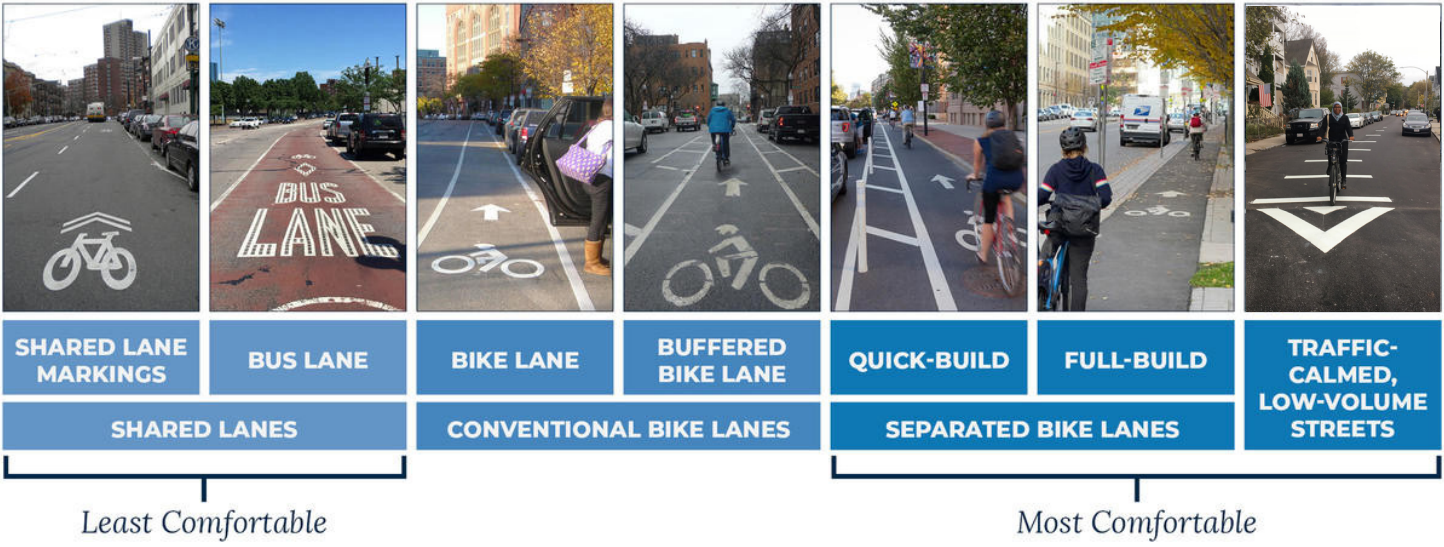 BUS
LANE
SHARED LANE
MARKINGS
BUS LANE
BIKE LANE
BUFFERED
BIKE LANE
QUICK-BUILD
FULL-BUILD
TRAFFIC-
CALMED,
LOW-VOLUME
STREETS
SHARED LANES
CONVENTIONAL BIKE LANES
SEPARATED BIKE LANES
Least Comfortable
Most Comfortable